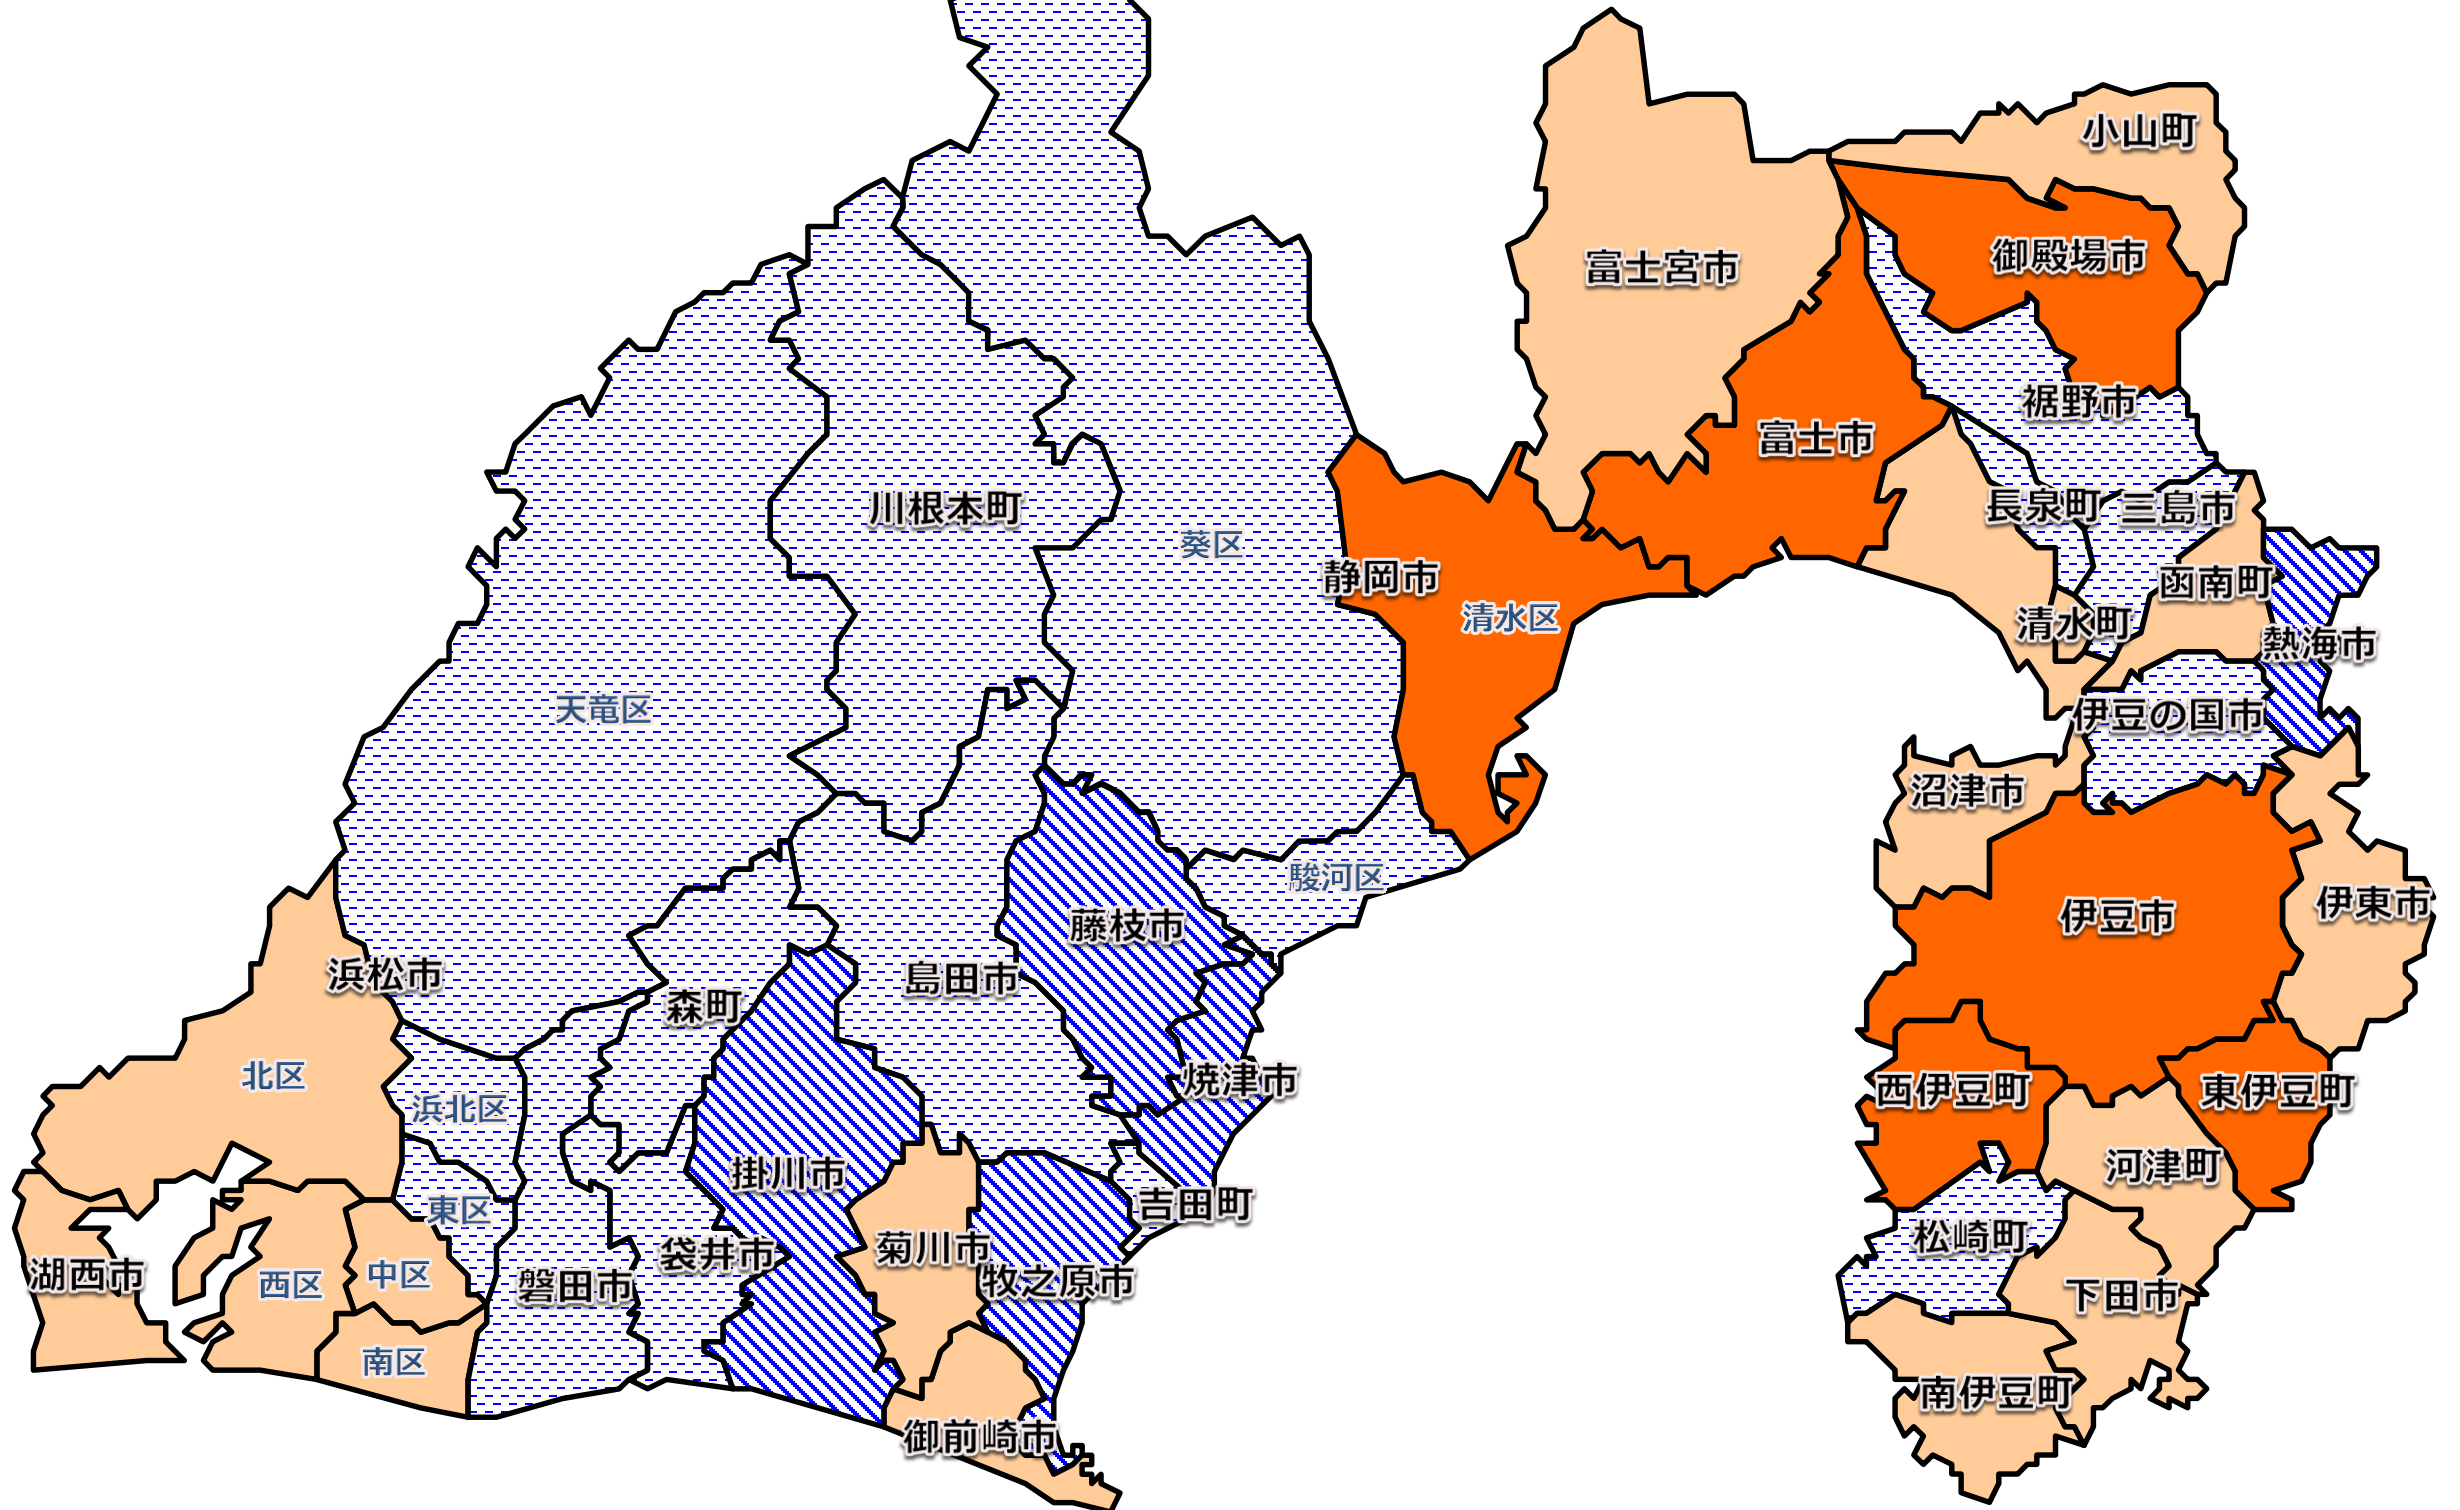 小山町
御殿場市
富士宮市
裾野市
富士市
長泉町
三島市
川根本町
葵区
静岡市
函南町
清水区
清水町
熱海市
天竜区
伊豆の国市
沼津市
駿河区
伊東市
伊豆市
藤枝市
浜松市
島田市
森町
北区
焼津市
西伊豆町
東伊豆町
浜北区
掛川市
河津町
東区
吉田町
松崎町
菊川市
袋井市
湖西市
中区
西区
磐田市
牧之原市
下田市
南区
南伊豆町
御前崎市